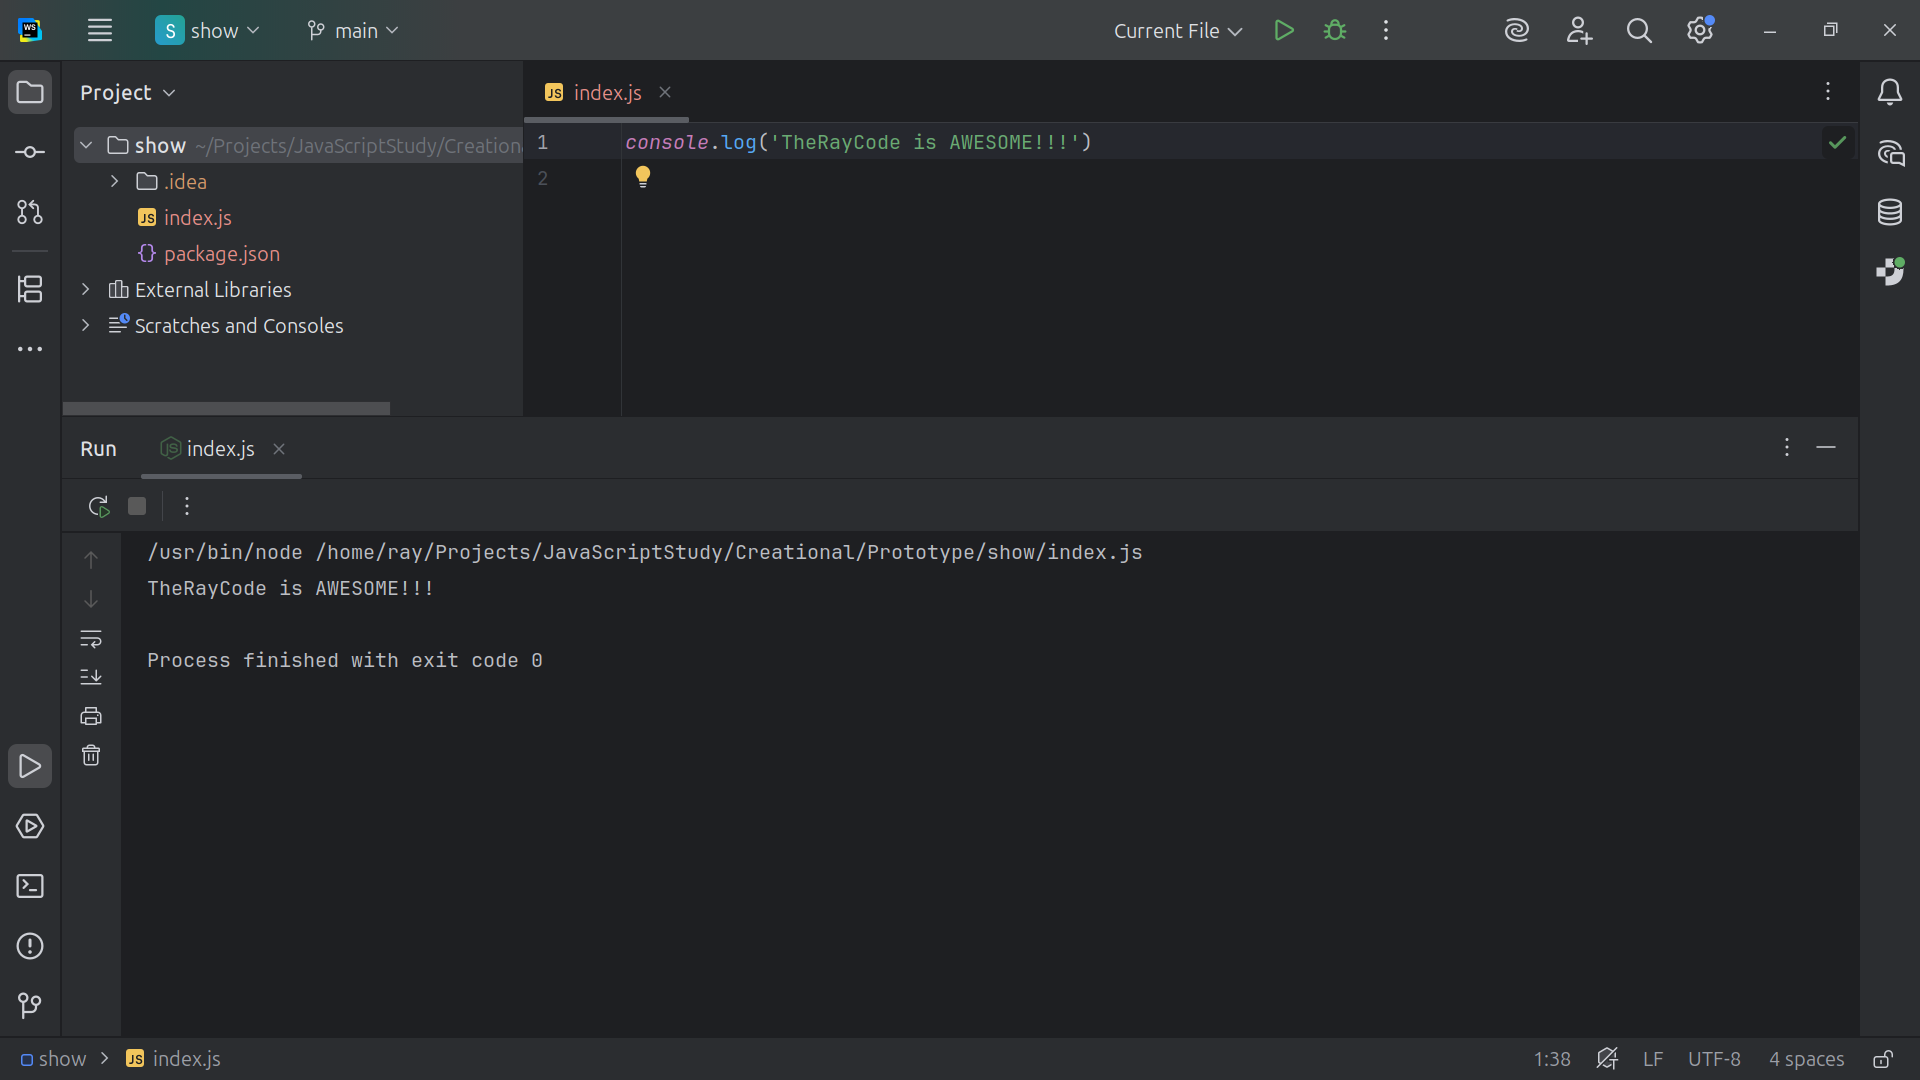 WS
S show
main
Current File
Project
JS index.js
show ~/Projects/JavaScriptStudy/Creationa
1 console.log('TheRayCode is AWESOME!!!')
2
.idea
JS index.js
{} package.json
External Libraries
Scratches and Consoles
Run
JS index.js
/usr/bin/node /home/ray/Projects/JavaScriptStudy/Creational/Prototype/show/index.js
TheRayCode is AWESOME!!!
Process finished with exit code 0
show
JS index.js
1:38
LF
UTF-8
4 spaces